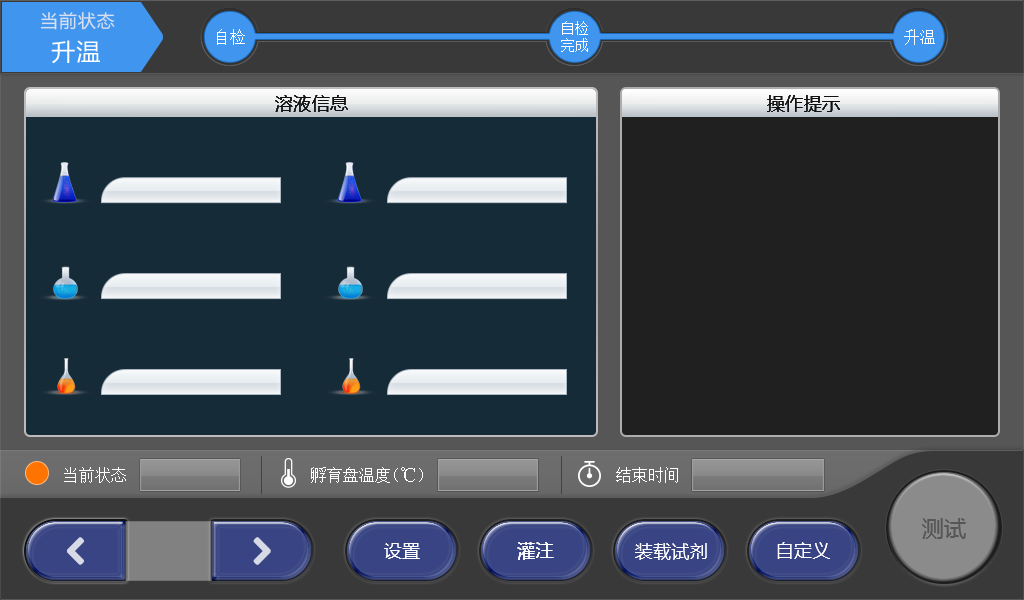 当前状态
升温
自检
自检
完成
升温
溶液信息
操作提示
当前状态
孵育盘温度(℃)
结束时间
设置
灌注
装载试剂
自定义
测试